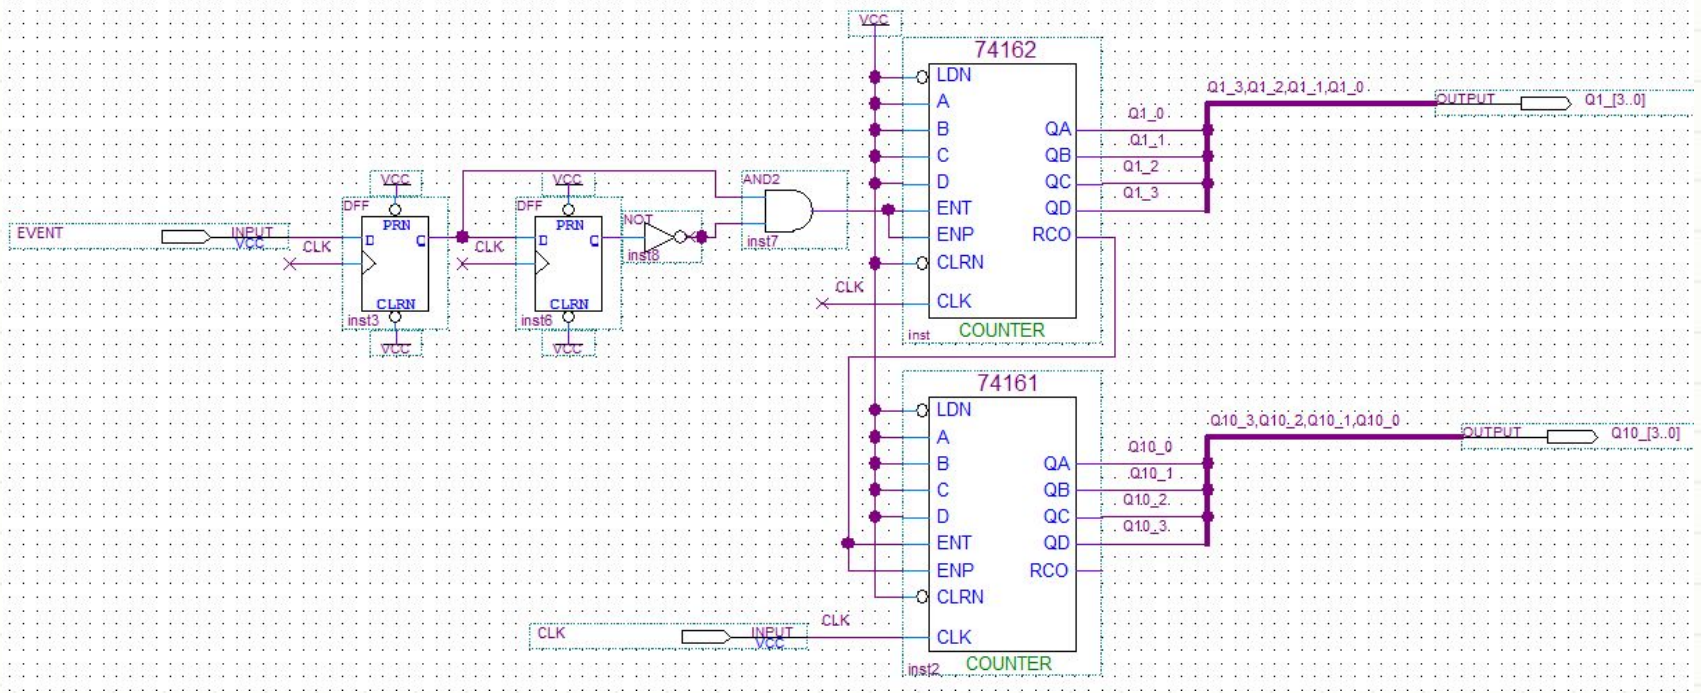 VCC
74162
LDN
A
B
C
D
ENT
ENP
CLRN
CLK
QA
QB
QC
QD
RCO
COUNTER
inst
Q1_0
Q1_1
Q1_2
Q1_3
Q1_3,Q1_2,Q1_1,Q1_0
OUTPUT
Q1_[3..0]
EVENT
INPUT
VCC
CLK
VCC
DFF
PRN
D
Q
CLRN
inst3
VCC
CLK
VCC
DFF
PRN
D
Q
CLRN
inst6
VCC
NOT
inst8
AND2
inst7
CLK
74161
LDN
A
B
C
D
ENT
ENP
CLRN
CLK
QA
QB
QC
QD
RCO
COUNTER
inst2
Q10_0
Q10_1
Q10_2
Q10_3
Q10_3,Q10_2,Q10_1,Q10_0
OUTPUT
Q10_[3..0]
CLK
INPUT
VCC
CLK